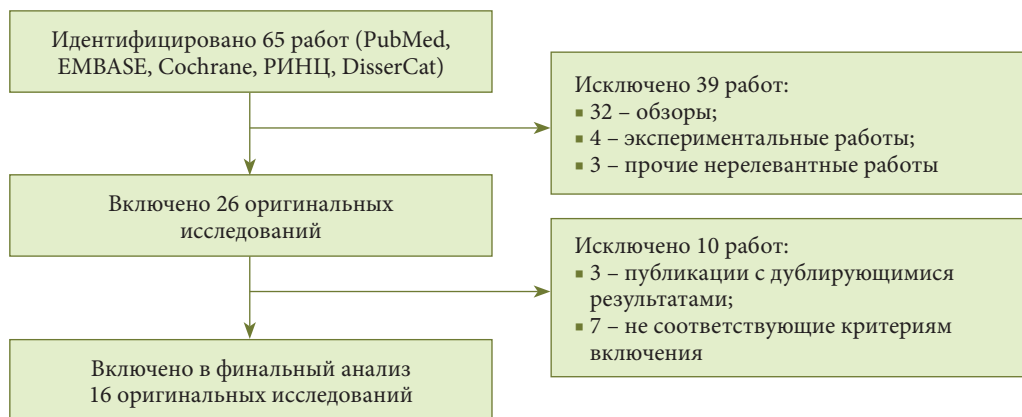 Идентифицировано 65 работ (PubMed,
EMBASE, Cochrane, РИНЦ, DisserCat)
Исключено 39 работ:
▪ 32 – обзоры;
▪ 4 – экспериментальные работы;
▪ 3 – прочие нерелевантные работы
Включено 26 оригинальных
исследований
Исключено 10 работ:
▪ 3 – публикации с дублирующимися
результатами;
▪ 7 – не соответствующие критериям
включения
Включено в финальный анализ
16 оригинальных исследований